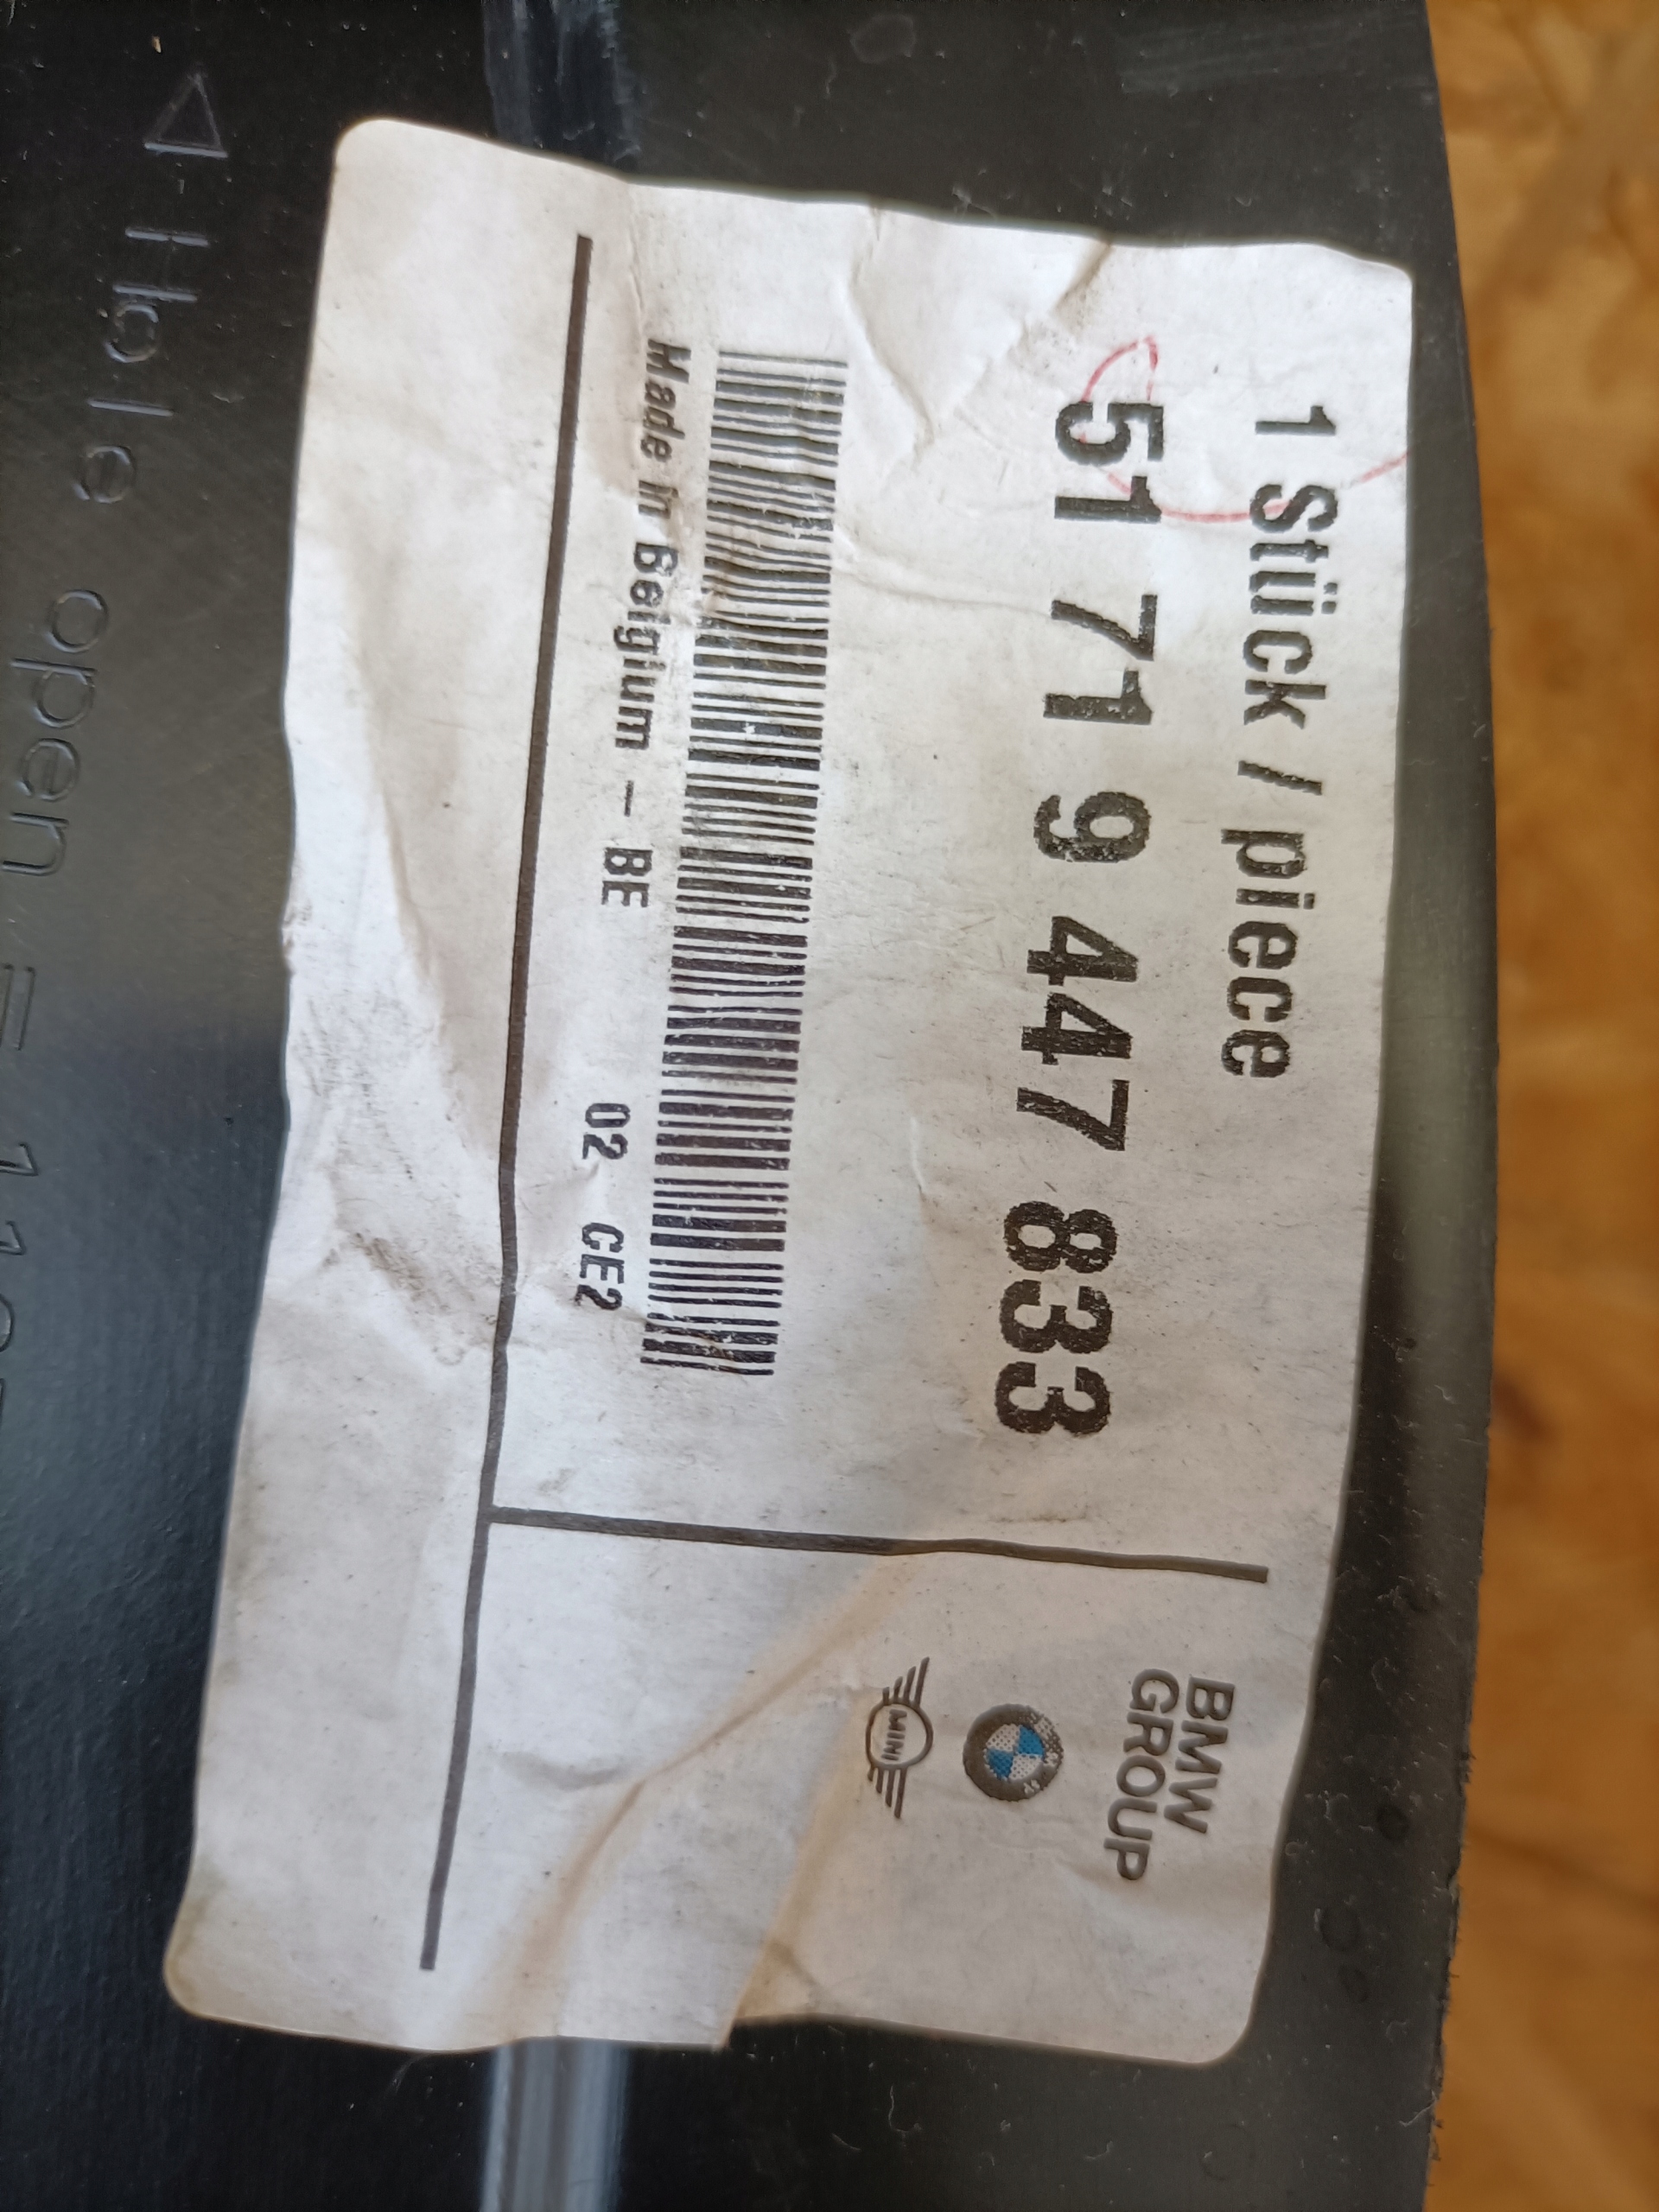 1 Stück / piece
51 71 9 447 833
Made in Belgium - BE 02 CE2
BMW
GROUP
MINI
Hole open =